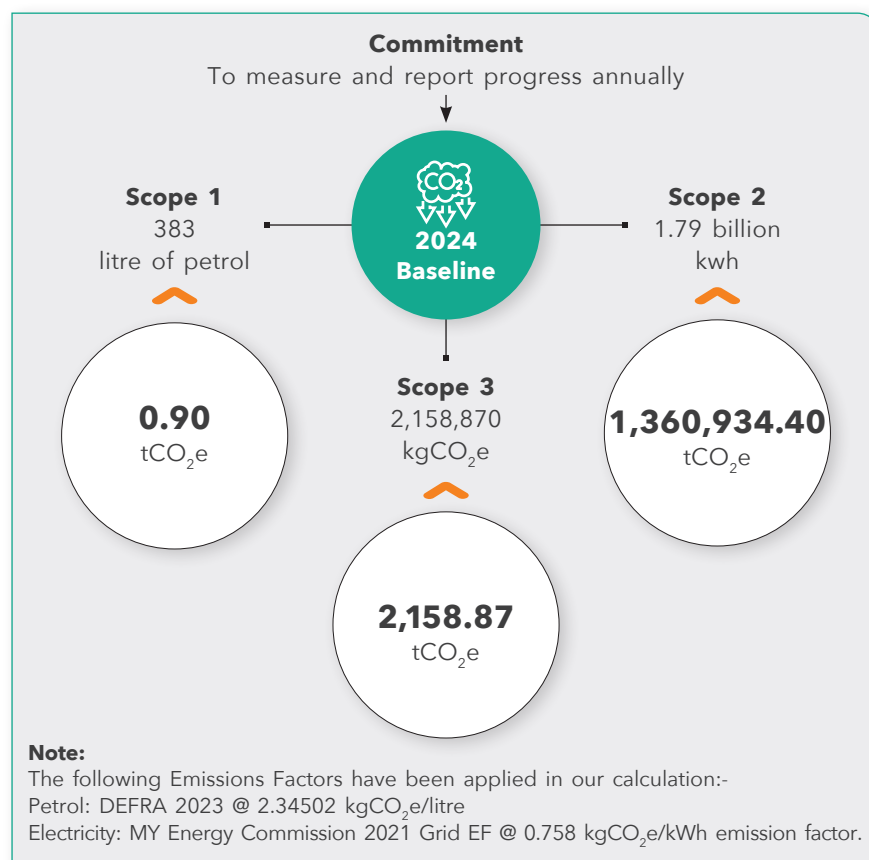 Commitment
To measure and report progress annually
CO₂
2024
Baseline
Scope 1
383
litre of petrol
0.90
tCO₂e
Scope 3
2,158,870
kgCO₂e
2,158.87
tCO₂e
Scope 2
1.79 billion
kwh
1,360,934.40
tCO₂e
Note:
The following Emissions Factors have been applied in our calculation:-
Petrol: DEFRA 2023 @ 2.34502 kgCO₂e/litre
Electricity: MY Energy Commission 2021 Grid EF @ 0.758 kgCO₂e/kWh emission factor.